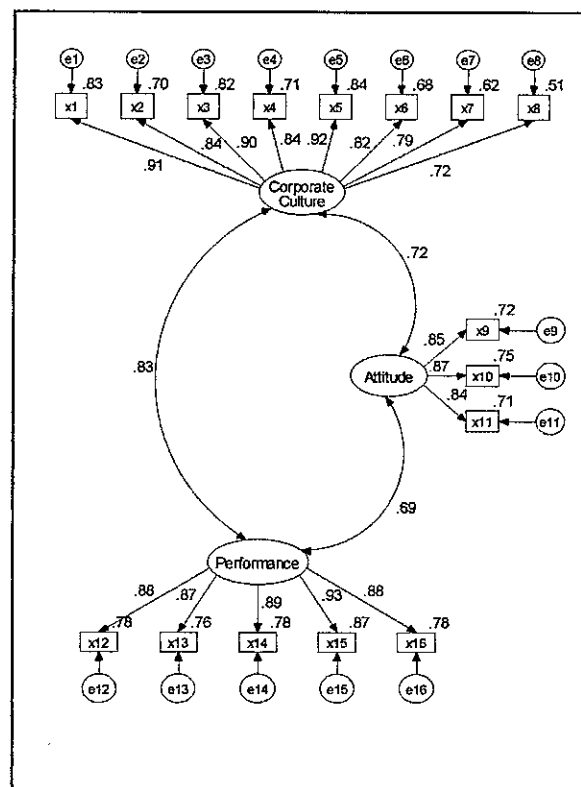 e1 e2 e3 e4 e5 e6 e7 e8
.83 .70 .82 .71 .84 .68 .62 .51
x1 x2 x3 x4 x5 x6 x7 x8
.91 .84 .90 .84 .92 .82 .79 .72
Corporate
Culture
.72
.83
.72
.85 x9 e9
.75
Attitude .87 x10 e10
.84 .71
x11 e11
.69
Performance
.88 .87 .89 .93 .88
.78 .76 .78 .87 .78
x12 x13 x14 x15 x16
e12 e13 e14 e15 e16